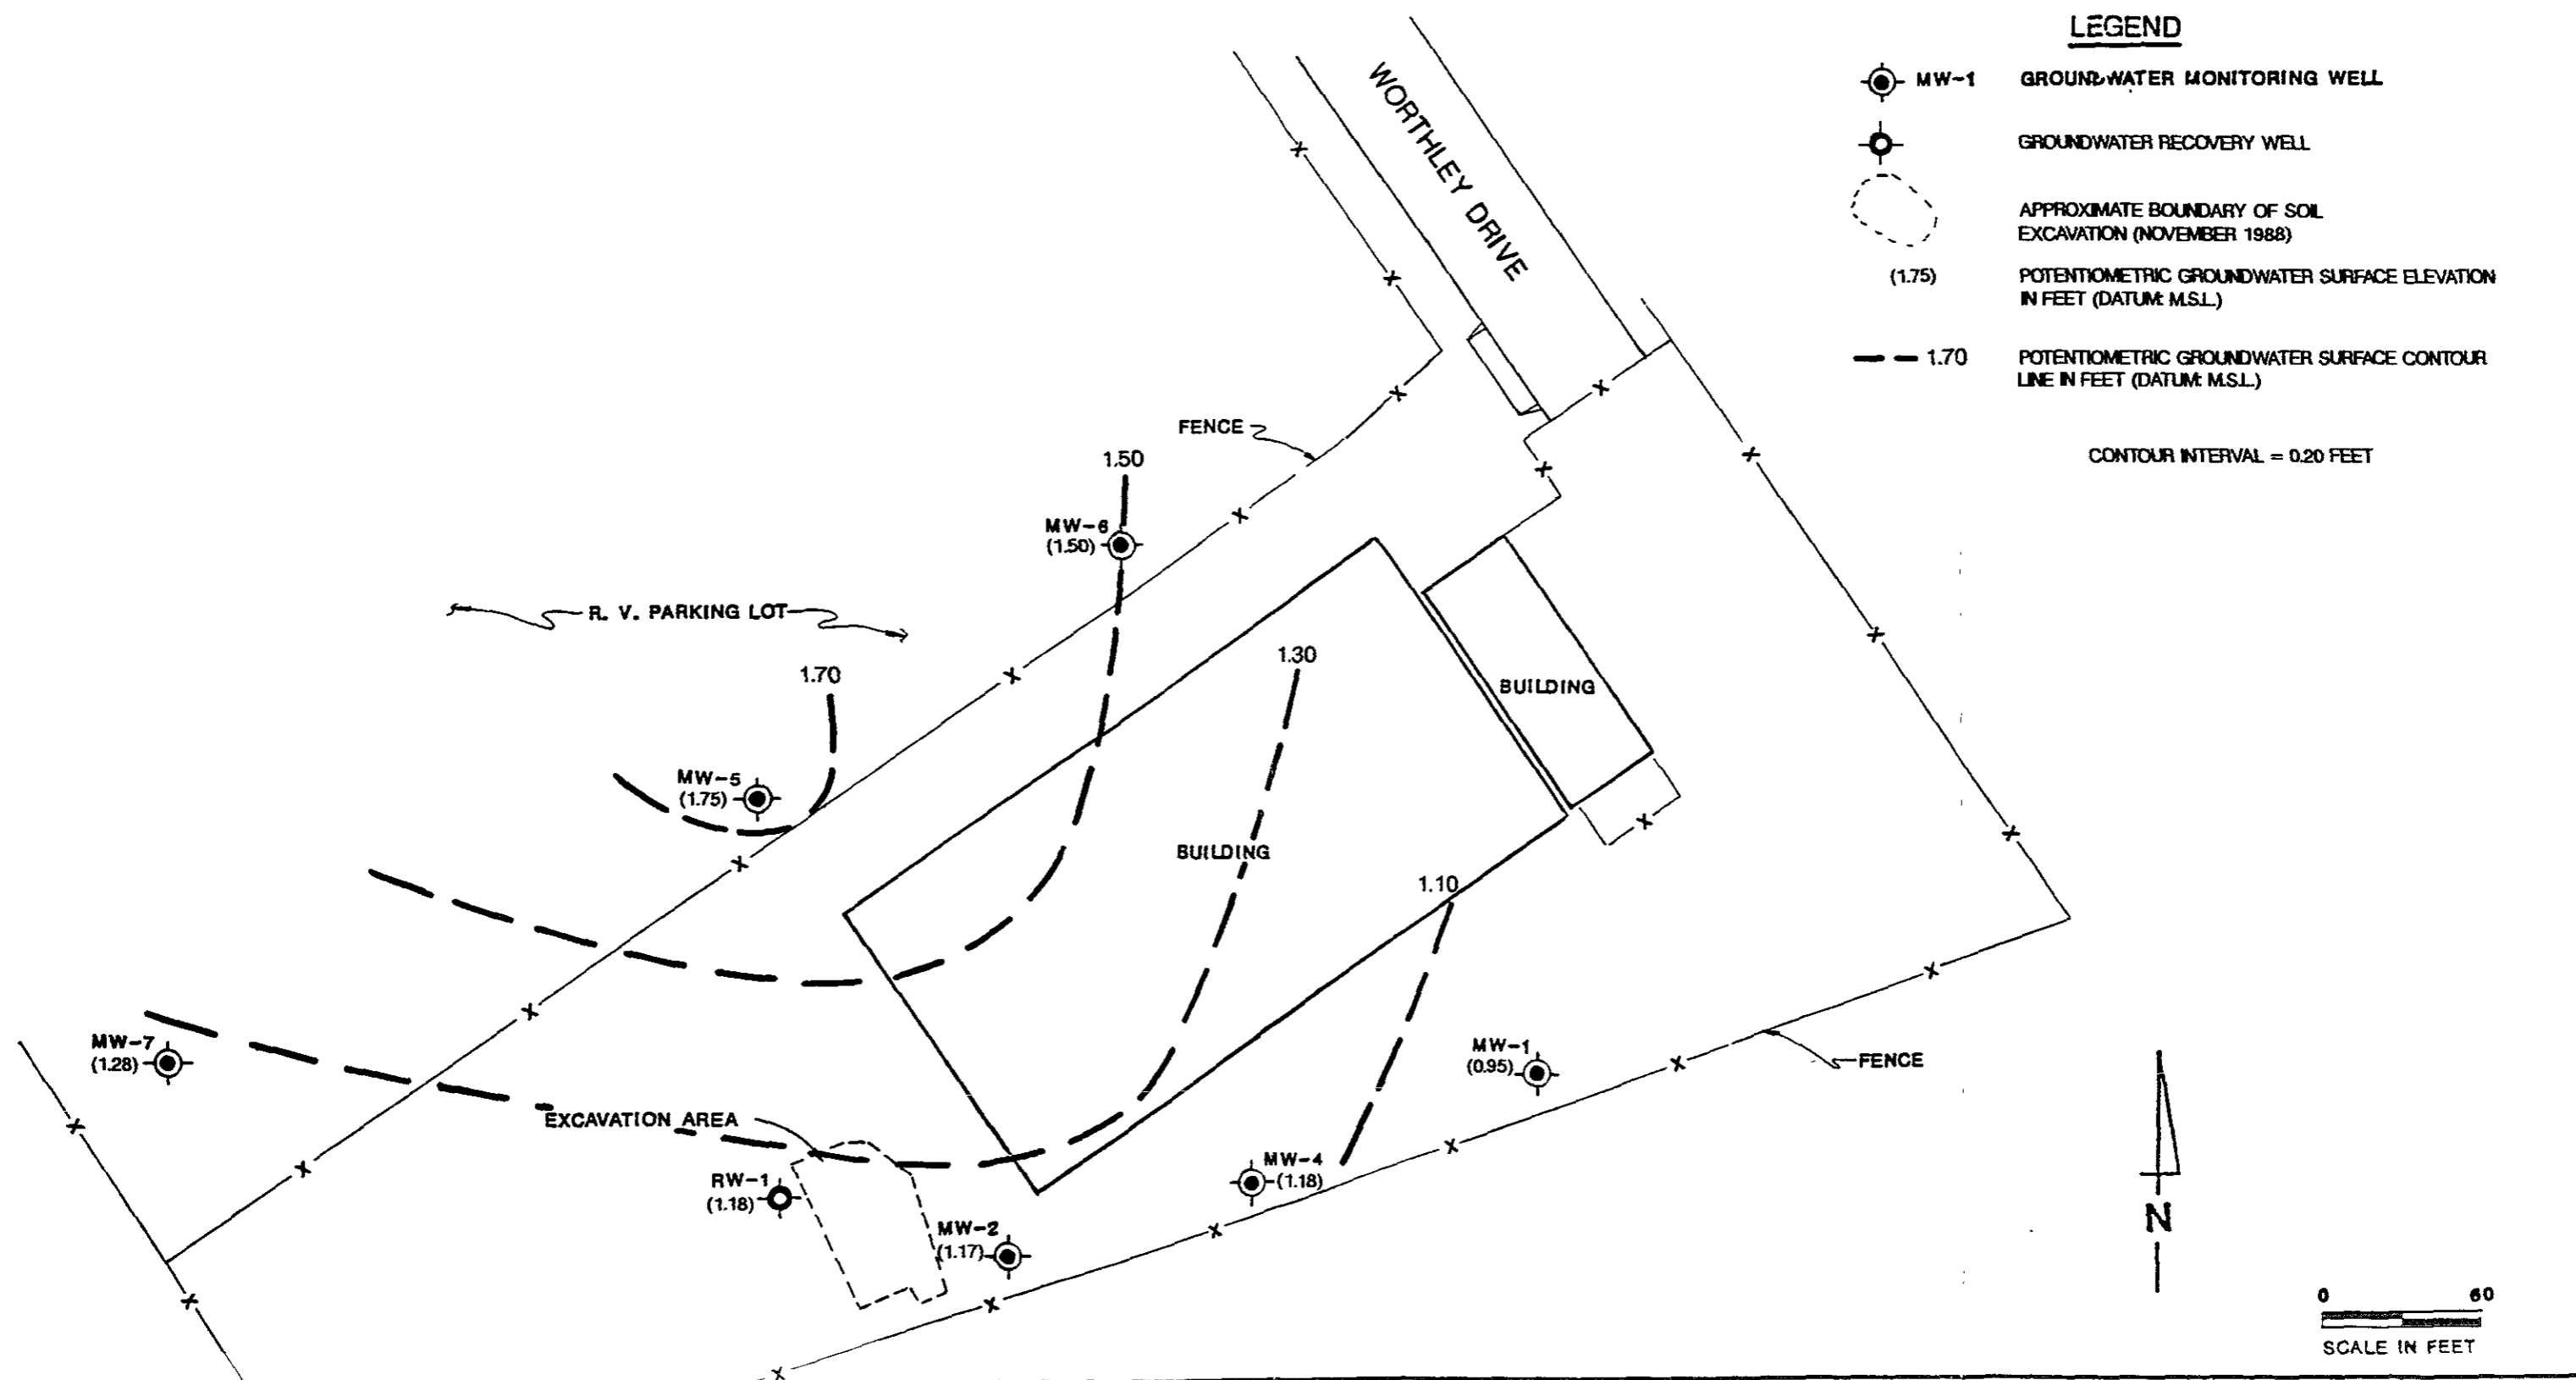 LEGEND
MW-1 GROUNDWATER MONITORING WELL
GROUNDWATER RECOVERY WELL
APPROXIMATE BOUNDARY OF SOIL
EXCAVATION (NOVEMBER 1988)
(1.75) POTENTIOMETRIC GROUNDWATER SURFACE ELEVATION
IN FEET (DATUM: M.S.L.)
1.70 POTENTIOMETRIC GROUNDWATER SURFACE CONTOUR
LINE IN FEET (DATUM: M.S.L.)
CONTOUR INTERVAL = 0.20 FEET
WORTHLEY DRIVE
FENCE
1.50
MW-6
(1.50)
R. V. PARKING LOT
1.70
1.30
BUILDING
MW-5
(1.75)
BUILDING
1.10
MW-7
(1.28)
MW-1
(0.95)
FENCE
EXCAVATION AREA
RW-1
(1.18)
MW-4
(1.18)
MW-2
(1.17)
N
0 60
SCALE IN FEET